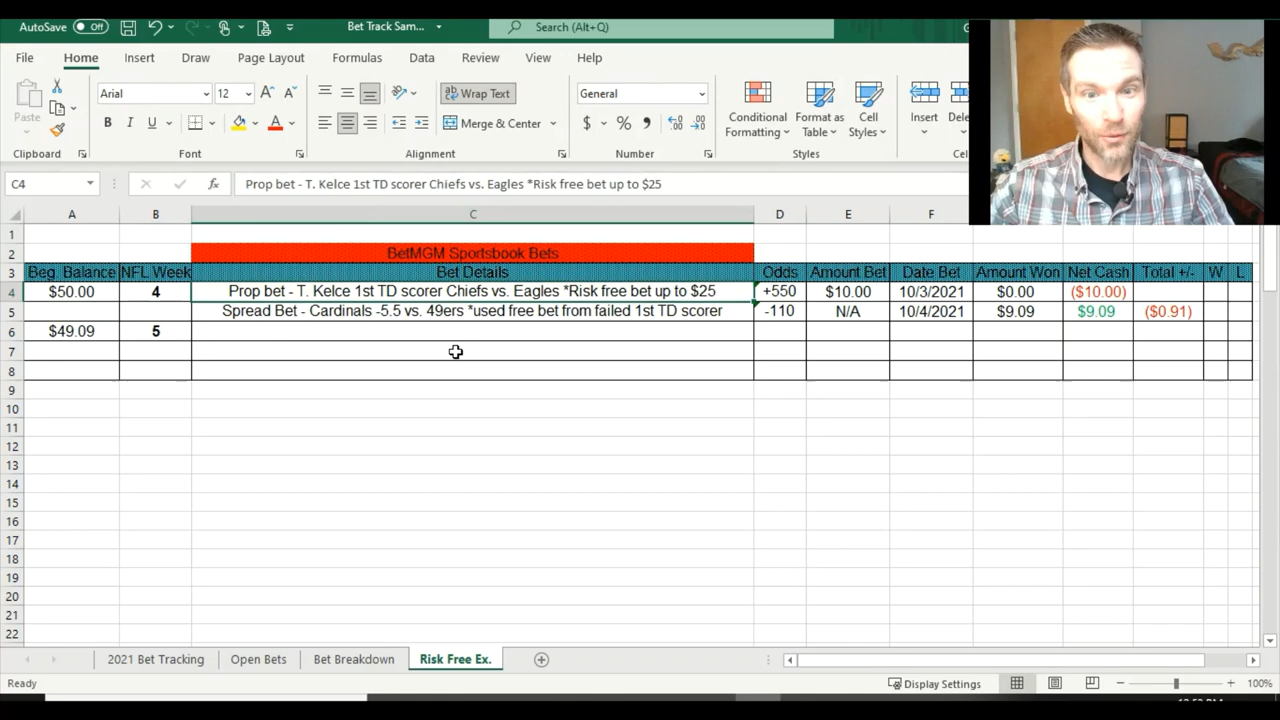 AutoSave Off Bet Track Sam... Search (Alt+Q)
File Home Insert Draw Page Layout Formulas Data Review View Help
Paste Arial 12 A A Wrap Text General Conditional Formatting Format as Table Cell Styles Insert
B I U A Merge & Center $ % 9
Clipboard Font Alignment Number Styles
C4 fx Prop bet - T. Kelce 1st TD scorer Chiefs vs. Eagles *Risk free bet up to $25
A B C D E F G H I J K
1
2 BetMGM Sportsbook Bets
3 Beg. Balance NFL Week Bet Details Odds Amount Bet Date Bet Amount Won Net Cash Total +/- W L
4 $50.00 4 Prop bet - T. Kelce 1st TD scorer Chiefs vs. Eagles *Risk free bet up to $25 +550 $10.00 10/3/2021 $0.00 ($10.00)
5 Spread Bet - Cardinals -5.5 vs. 49ers *used free bet from failed 1st TD scorer -110 N/A 10/4/2021 $9.09 $9.09 ($0.91)
6 $49.09 5
7
8
9
10
11
12
13
14
15
16
17
18
19
20
21
22
2021 Bet Tracking Open Bets Bet Breakdown Risk Free Ex.
Ready Display Settings 100%